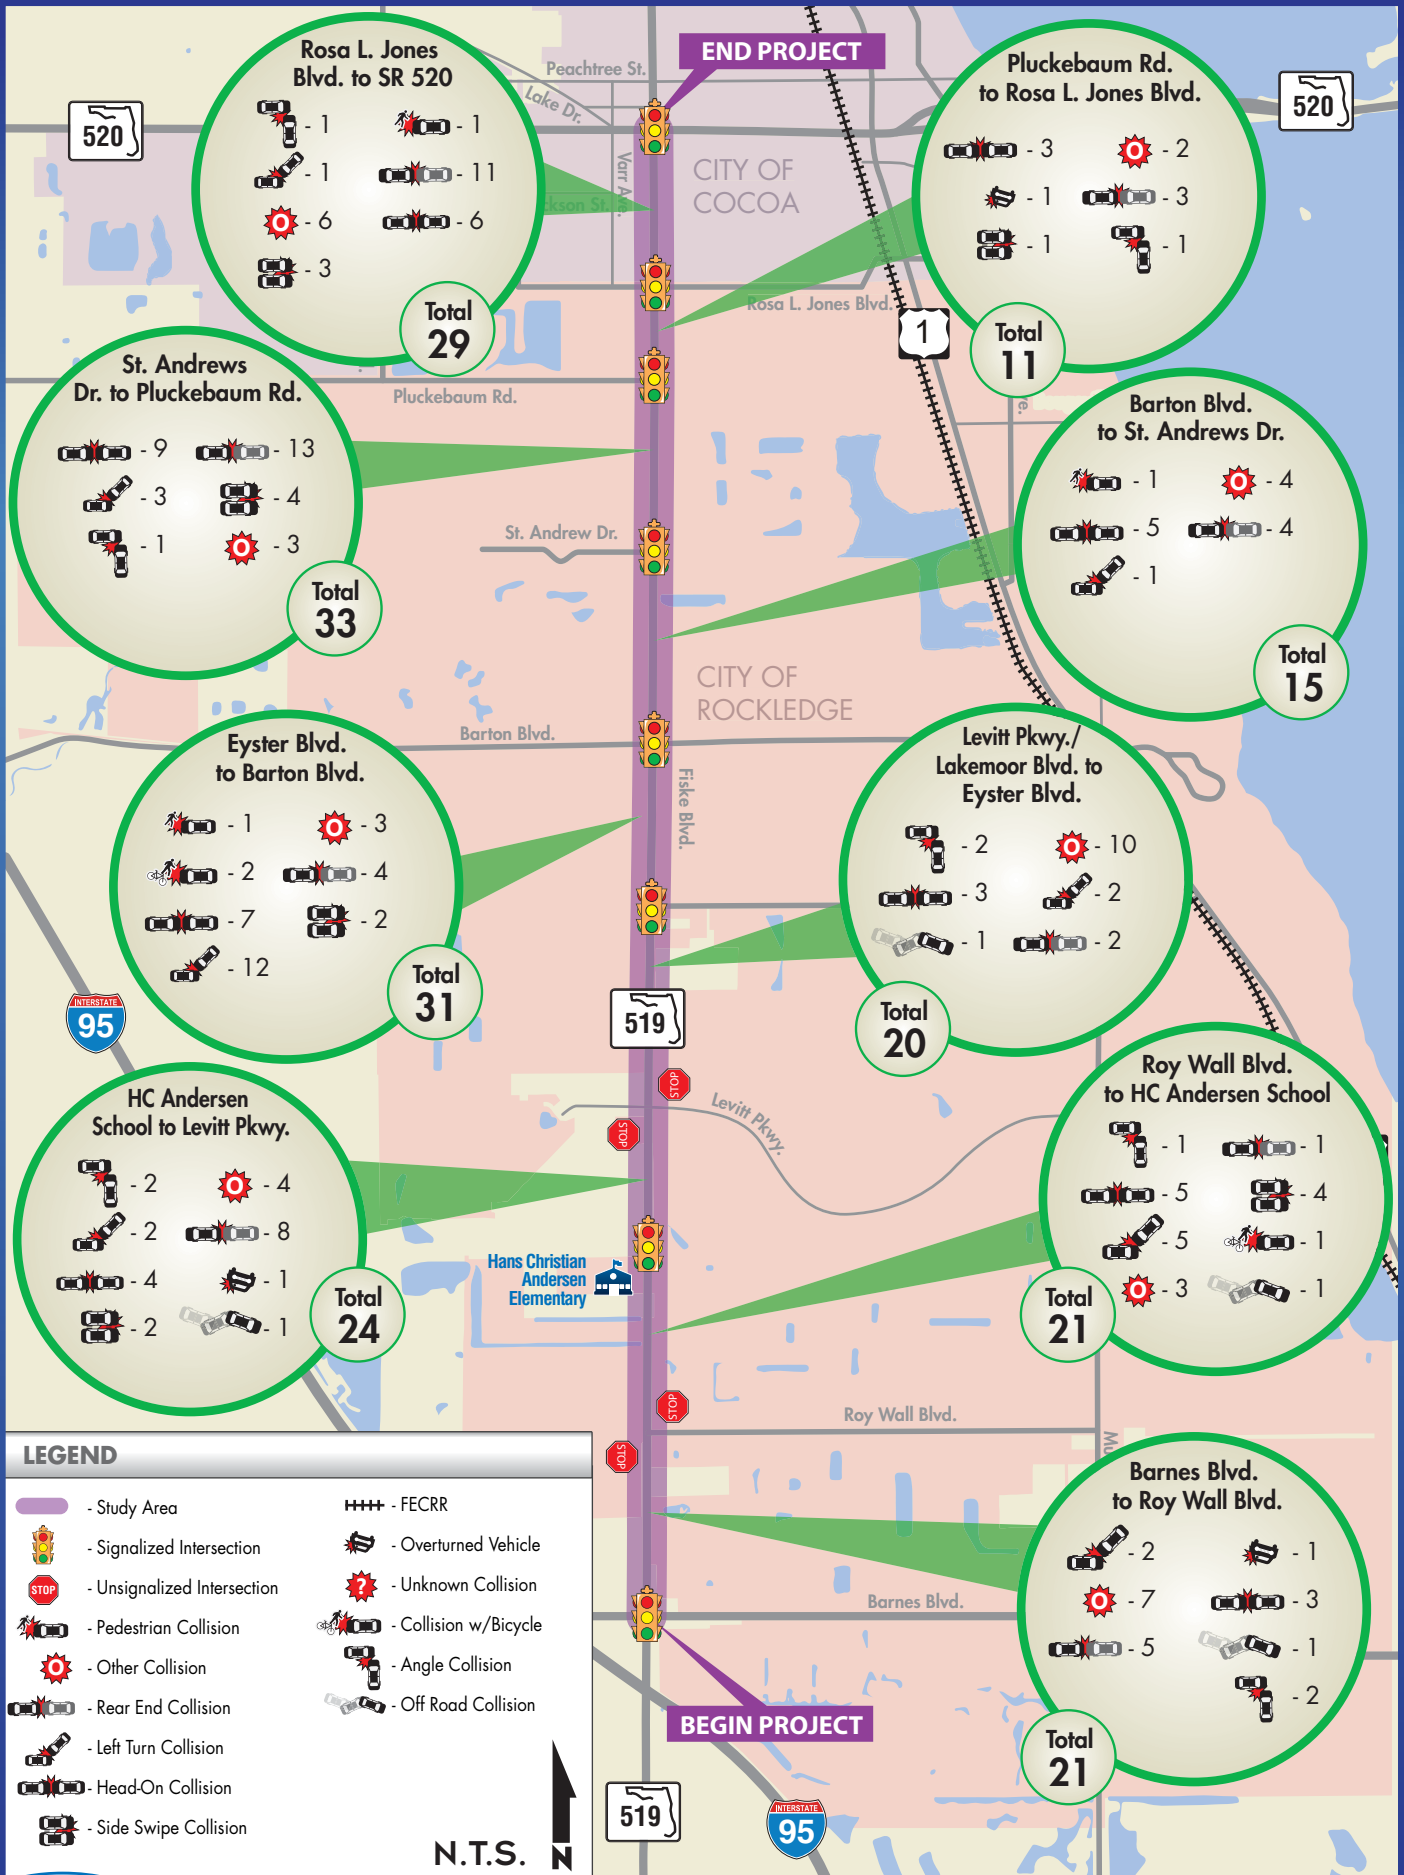 END PROJECT
Rosa L. Jones
Blvd. to SR 520
- 1
- 1
- 1
- 11
- 6
- 6
- 3
Total
29
Pluckebaum Rd.
to Rosa L. Jones Blvd.
- 3
- 2
- 1
- 3
- 1
- 1
Total
11
520
520
Peachtree St.
Lake Dr.
Varr Ave.
CITY OF
COCOA
Rosa L. Jones Blvd.
1
St. Andrews
Dr. to Pluckebaum Rd.
- 9
- 13
- 3
- 4
- 1
- 3
Total
33
Pluckebaum Rd.
Barton Blvd.
to St. Andrews Dr.
- 1
- 4
- 5
- 4
- 1
Total
15
St. Andrew Dr.
CITY OF
ROCKLEDGE
Barton Blvd.
Fiske Blvd.
Eyster Blvd.
to Barton Blvd.
- 1
- 3
- 2
- 4
- 7
- 2
- 12
Total
31
Levitt Pkwy./
Lakemoor Blvd. to
Eyster Blvd.
- 2
- 10
- 3
- 2
- 1
- 2
Total
20
INTERSTATE
95
519
STOP
STOP
Levitt Pkwy.
HC Andersen
School to Levitt Pkwy.
- 2
- 4
- 2
- 8
- 4
- 1
- 2
- 1
Total
24
Roy Wall Blvd.
to HC Andersen School
- 1
- 1
- 5
- 4
- 5
- 1
- 3
- 1
Total
21
Hans Christian
Andersen
Elementary
STOP
STOP
Roy Wall Blvd.
Barnes Blvd.
to Roy Wall Blvd.
- 2
- 1
- 7
- 3
- 5
- 1
- 2
Total
21
Barnes Blvd.
BEGIN PROJECT
519
INTERSTATE
95
LEGEND
- Study Area
- Signalized Intersection
STOP - Unsignalized Intersection
- Pedestrian Collision
- Other Collision
- Rear End Collision
- Left Turn Collision
- Head-On Collision
- Side Swipe Collision
- FECRR
- Overturned Vehicle
? - Unknown Collision
- Collision w/Bicycle
- Angle Collision
- Off Road Collision
N.T.S.
N